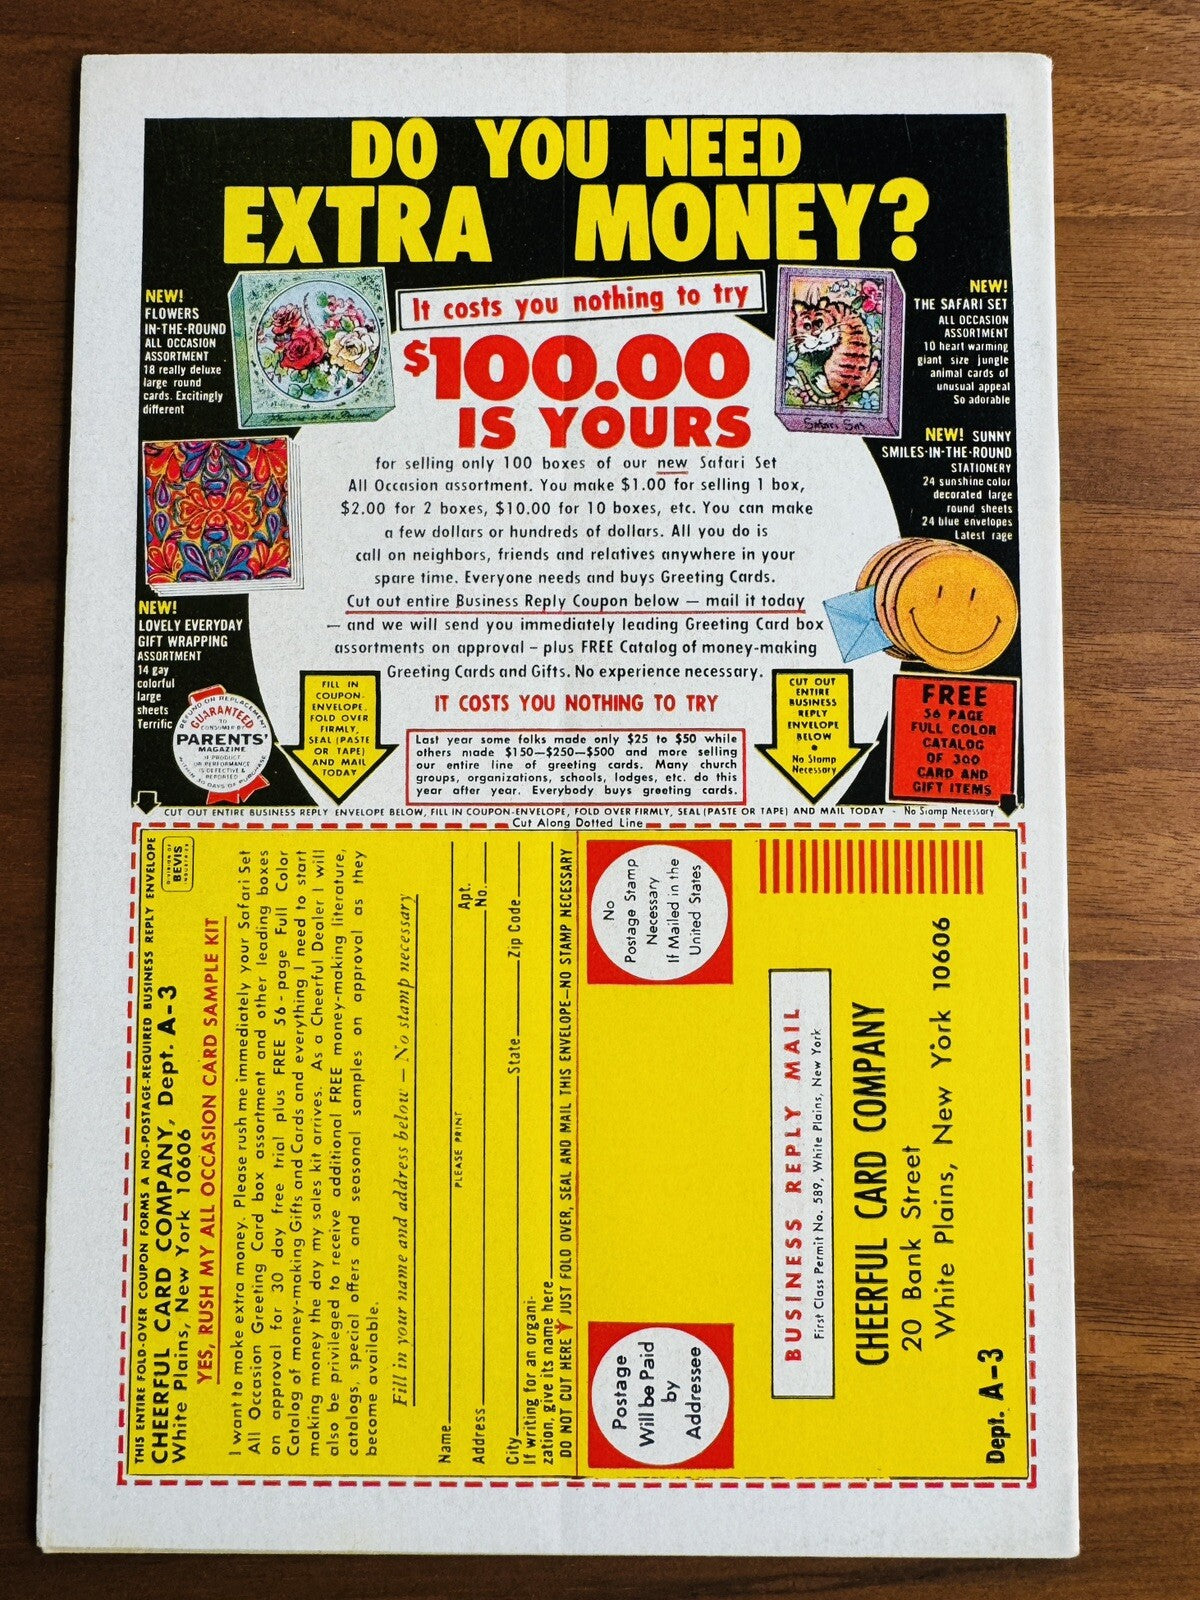 DO YOU NEED
EXTRA MONEY?
It costs you nothing to try
$100.00
IS YOURS
NEW!
FLOWERS
IN-THE-ROUND
ALL OCCASION
ASSORTMENT
18 really deluxe
large round
cards. Excitingly
different
NEW!
THE SAFARI SET
ALL OCCASION
ASSORTMENT
10 heart warming
giant size jungle
animal cards of
unusual appeal
So adorable
Safari Set
for selling only 100 boxes of our new Safari Set
All Occasion assortment. You make $1.00 for selling 1 box,
$2.00 for 2 boxes, $10.00 for 10 boxes, etc. You can make
a few dollars or hundreds of dollars. All you do is
call on neighbors, friends and relatives anywhere in your
spare time. Everyone needs and buys Greeting Cards.
Cut out entire Business Reply Coupon below — mail it today
— and we will send you immediately leading Greeting Card box
assortments on approval – plus FREE Catalog of money-making
Greeting Cards and Gifts. No experience necessary.
IT COSTS YOU NOTHING TO TRY
NEW! SUNNY
SMILES-IN-THE-ROUND
STATIONERY
24 sunshine color
decorated large
round sheets
24 blue envelopes
Latest rage
NEW!
LOVELY EVERYDAY
GIFT WRAPPING
ASSORTMENT
14 gay
colorful
large
sheets
Terrific
GUARANTEED
PARENTS'
MAGAZINE
FILL IN
COUPON-
ENVELOPE.
FOLD OVER
FIRMLY,
SEAL (PASTE
OR TAPE)
AND MAIL
TODAY
Last year some folks made only $25 to $50 while
others made $150—$250—$500 and more selling
our entire line of greeting cards. Many church
groups, organizations, schools, lodges, etc. do this
year after year. Everybody buys greeting cards.
CUT OUT
ENTIRE
BUSINESS
REPLY
ENVELOPE
BELOW
•
No Stamp
Necessary
FREE
56 PAGE
FULL COLOR
CATALOG
OF 300
CARD AND
GIFT ITEMS
CUT OUT ENTIRE BUSINESS REPLY ENVELOPE BELOW, FILL IN COUPON-ENVELOPE, FOLD OVER FIRMLY, SEAL (PASTE OR TAPE) AND MAIL TODAY - No Stamp Necessary
Cut Along Dotted Line
THIS ENTIRE FOLD-OVER COUPON FORMS A NO-POSTAGE-REQUIRED BUSINESS REPLY ENVELOPE
CHEERFUL CARD COMPANY, Dept. A-3
White Plains, New York 10606
DIVISION OF
BEVIS
INDUSTRIES
YES, RUSH MY ALL OCCASION CARD SAMPLE KIT
I want to make extra money. Please rush me immediately your Safari Set
All Occasion Greeting Card box assortment and other leading boxes
on approval for 30 day free trial plus FREE 56-page Full Color
Catalog of money-making Gifts and Cards and everything I need to start
making money the day my sales kit arrives. As a Cheerful Dealer I will
also be privileged to receive additional FREE money-making literature,
catalogs, special offers and seasonal samples on approval as they
become available.
Fill in your name and address below — No stamp necessary
Name
PLEASE PRINT
Address
Apt. No.
City
State
Zip Code
If writing for an organi-
zation, give its name here
DO NOT CUT HERE JUST FOLD OVER, SEAL AND MAIL THIS ENVELOPE—NO STAMP NECESSARY
No
Postage Stamp
Necessary
If Mailed in the
United States
Postage
Will be Paid
by
Addressee
BUSINESS REPLY MAIL
First Class Permit No. 589, White Plains, New York
CHEERFUL CARD COMPANY
20 Bank Street
White Plains, New York 10606
Dept. A-3